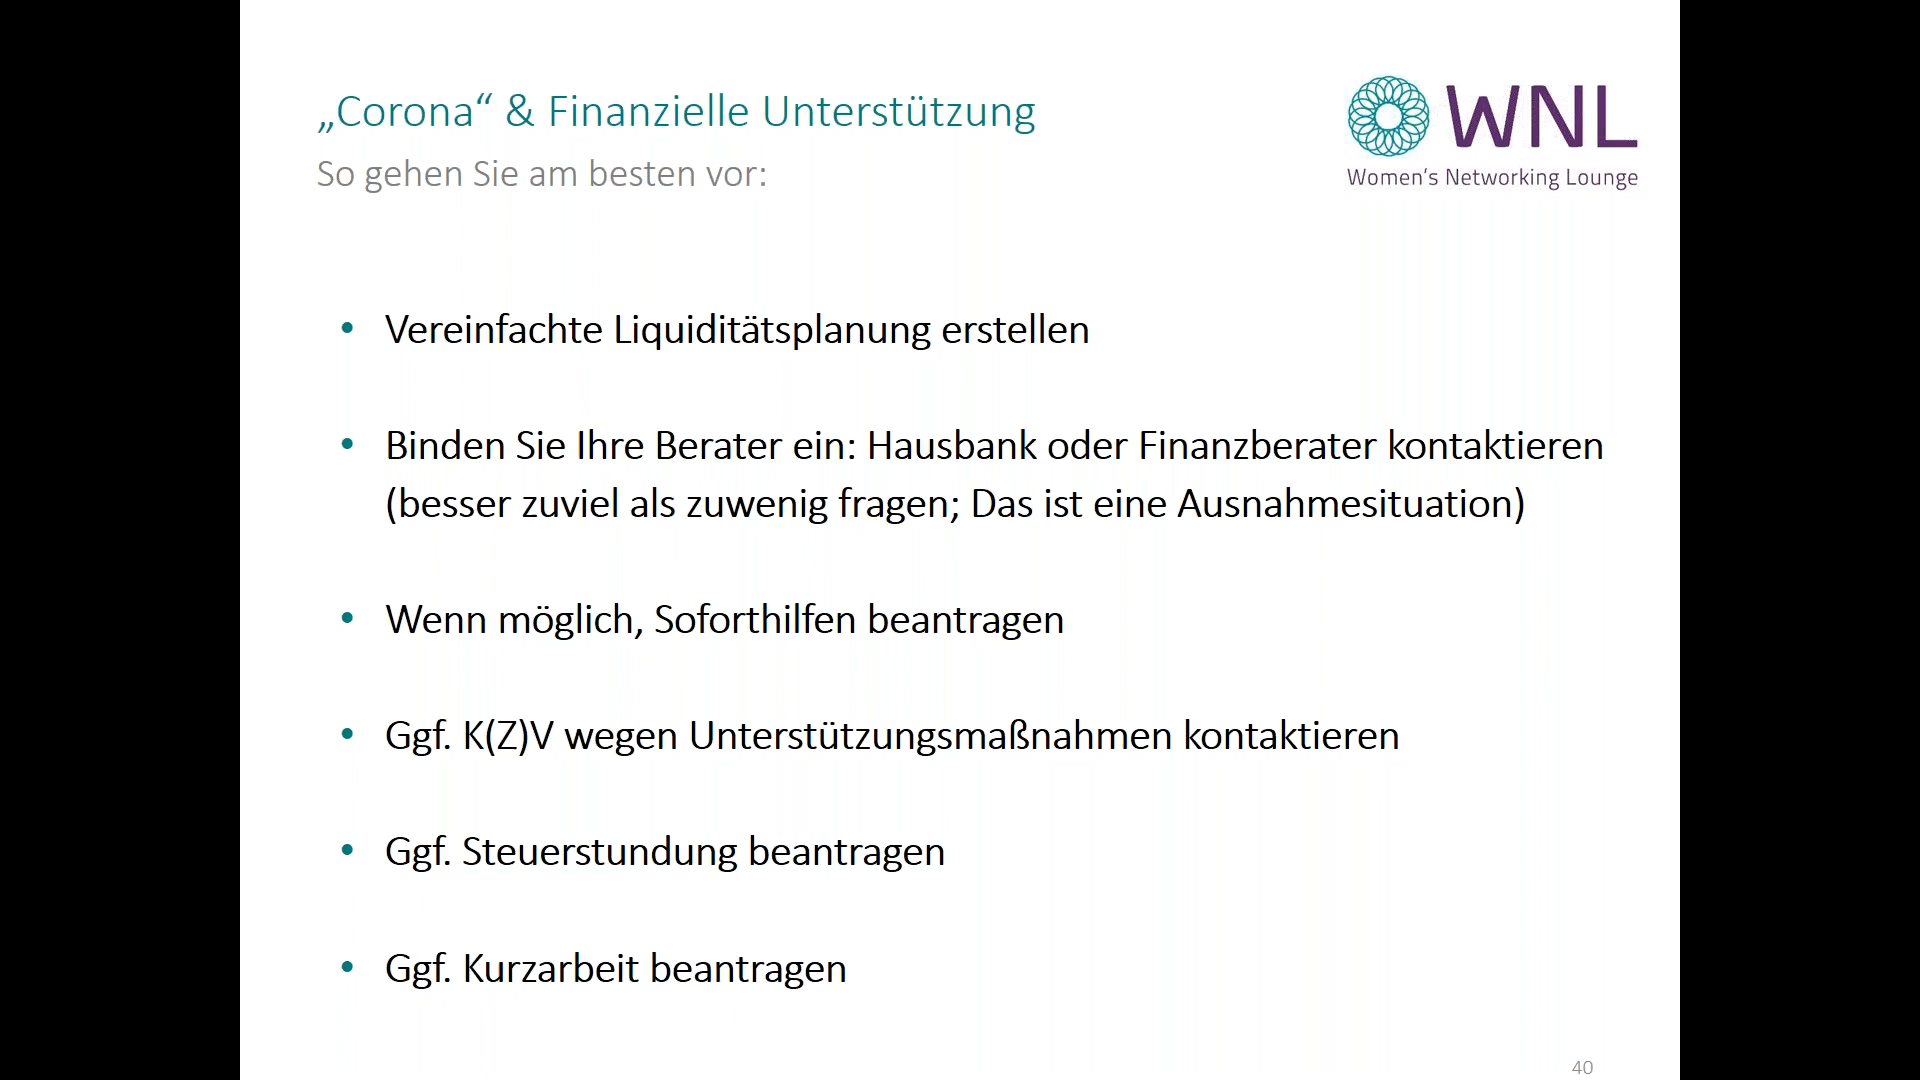 „Corona“ & Finanzielle Unterstützung
So gehen Sie am besten vor:
WNL
Women's Networking Lounge
• Vereinfachte Liquiditätsplanung erstellen
• Binden Sie Ihre Berater ein: Hausbank oder Finanzberater kontaktieren
(besser zuviel als zuwenig fragen; Das ist eine Ausnahmesituation)
• Wenn möglich, Soforthilfen beantragen
• Ggf. K(Z)V wegen Unterstützungsmaßnahmen kontaktieren
• Ggf. Steuerstundung beantragen
• Ggf. Kurzarbeit beantragen
40